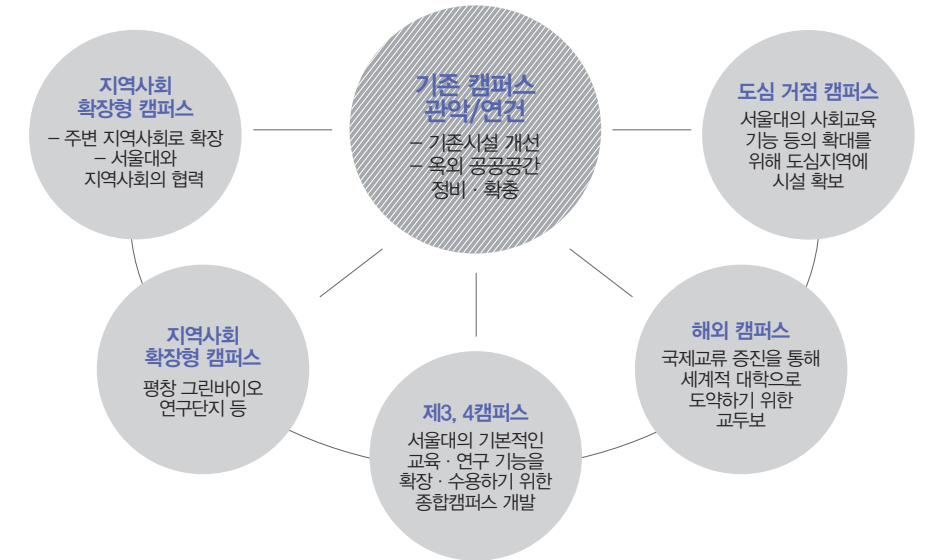 지역사회
확장형 캠퍼스
– 주변 지역사회로 확장
– 서울대와
지역사회의 협력
기존 캠퍼스
관악/연건
– 기존시설 개선
– 옥외 공공공간
정비 · 확충
도심 거점 캠퍼스
서울대의 사회교육
기능 등의 확대를
위해 도심지역에
시설 확보
지역사회
확장형 캠퍼스
평창 그린바이오
연구단지 등
제3, 4캠퍼스
서울대의 기본적인
교육 · 연구 기능을
확장 · 수용하기 위한
종합캠퍼스 개발
해외 캠퍼스
국제교류 증진을 통해
세계적 대학으로
도약하기 위한
교두보